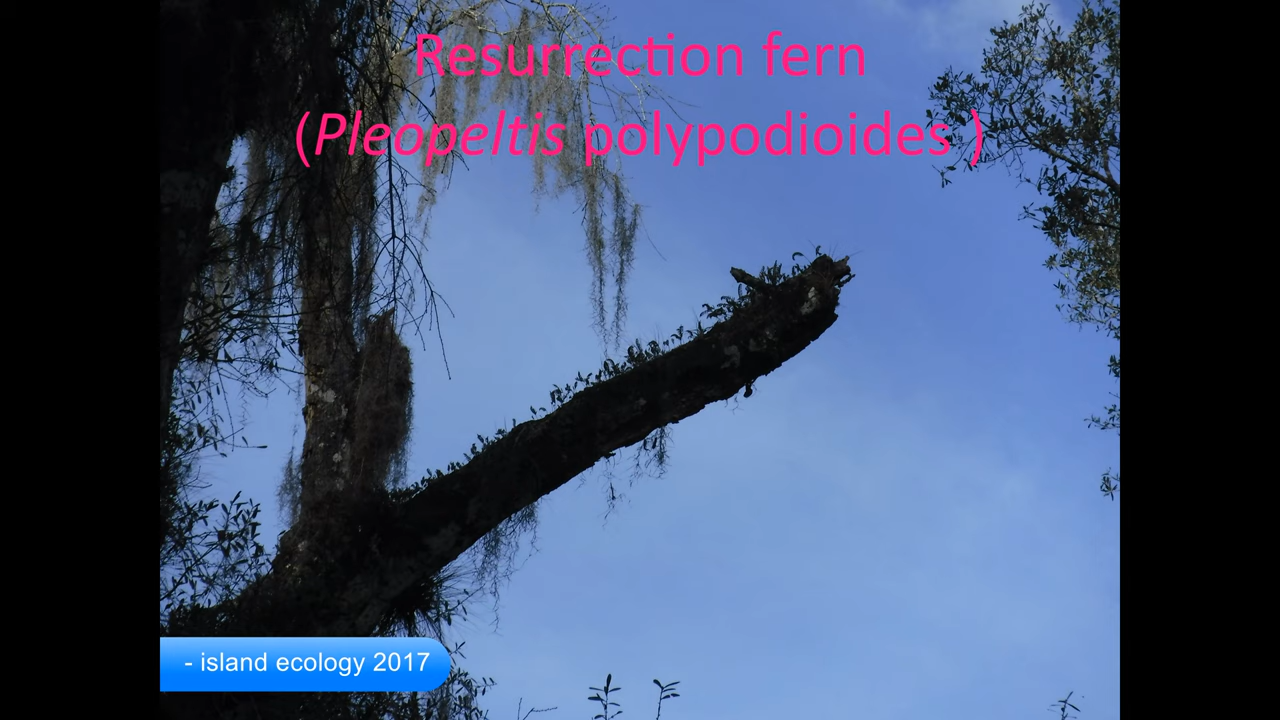 Resurrection fern
(Pleopeltis polypodioides )
- island ecology 2017